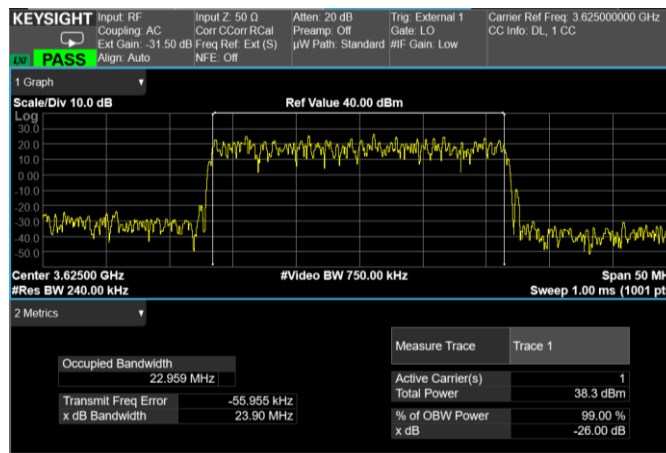 KEYSIGHT Input: RF Input Z: 50 Ω Atten: 20 dB Trig: External 1 Carrier Ref Freq: 3.625000000 GHz
Coupling: AC Corr CCorr RCal Preamp: Off Gate: LO CC Info: DL, 1 CC
Ext Gain: -31.50 dB Freq Ref: Ext (S) µW Path: Standard #IF Gain: Low
LXI PASS Align: Auto NFE: Off
1 Graph
Scale/Div 10.0 dB Ref Value 40.00 dBm
Log
30.0
20.0
10.0
0.00
-10.0
-20.0
-30.0
-40.0
-50.0
Center 3.62500 GHz #Video BW 750.00 kHz Span 50 MH
#Res BW 240.00 kHz Sweep 1.00 ms (1001 pt
2 Metrics
Measure Trace Trace 1
Occupied Bandwidth
22.959 MHz
Active Carrier(s) 1
Total Power 38.3 dBm
Transmit Freq Error -55.955 kHz
x dB Bandwidth 23.90 MHz
% of OBW Power 99.00 %
x dB -26.00 dB